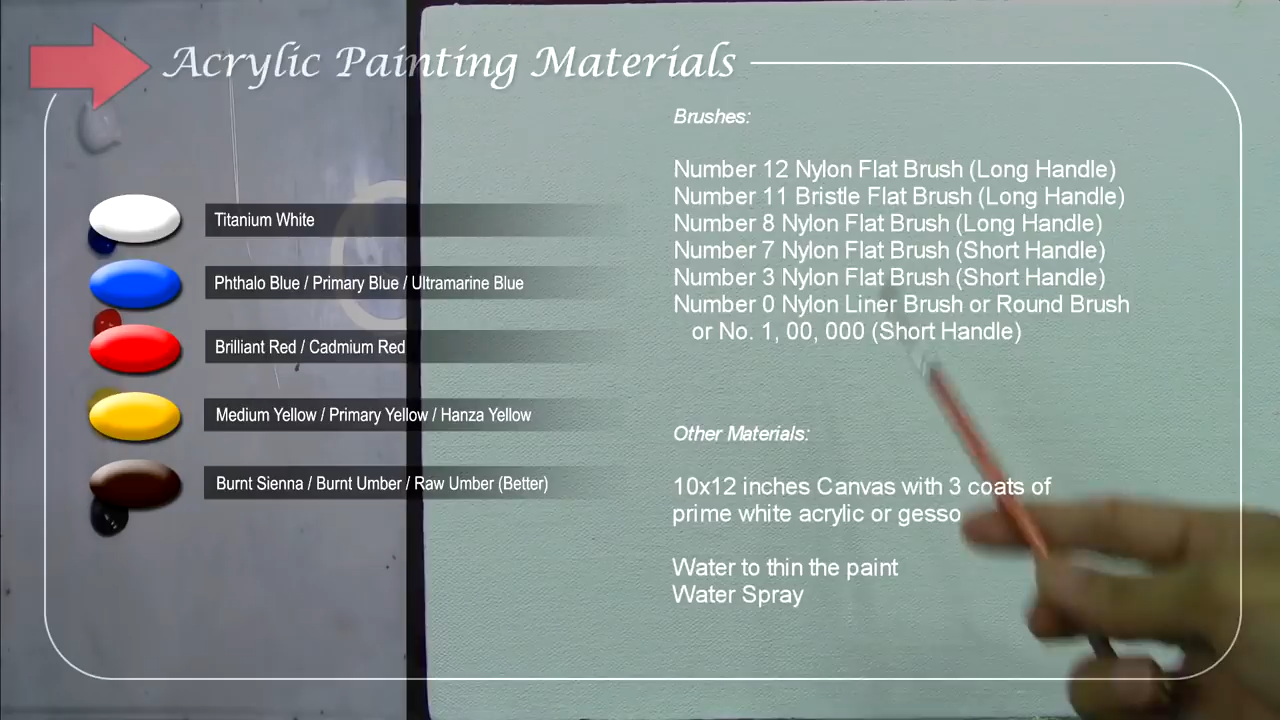 Acrylic Painting Materials
Titanium White
Phthalo Blue / Primary Blue / Ultramarine Blue
Brilliant Red / Cadmium Red
Medium Yellow / Primary Yellow / Hanza Yellow
Burnt Sienna / Burnt Umber / Raw Umber (Better)
Brushes:
Number 12 Nylon Flat Brush (Long Handle)
Number 11 Bristle Flat Brush (Long Handle)
Number 8 Nylon Flat Brush (Long Handle)
Number 7 Nylon Flat Brush (Short Handle)
Number 3 Nylon Flat Brush (Short Handle)
Number 0 Nylon Liner Brush or Round Brush
or No. 1, 00, 000 (Short Handle)
Other Materials:
10x12 inches Canvas with 3 coats of
prime white acrylic or gesso
Water to thin the paint
Water Spray